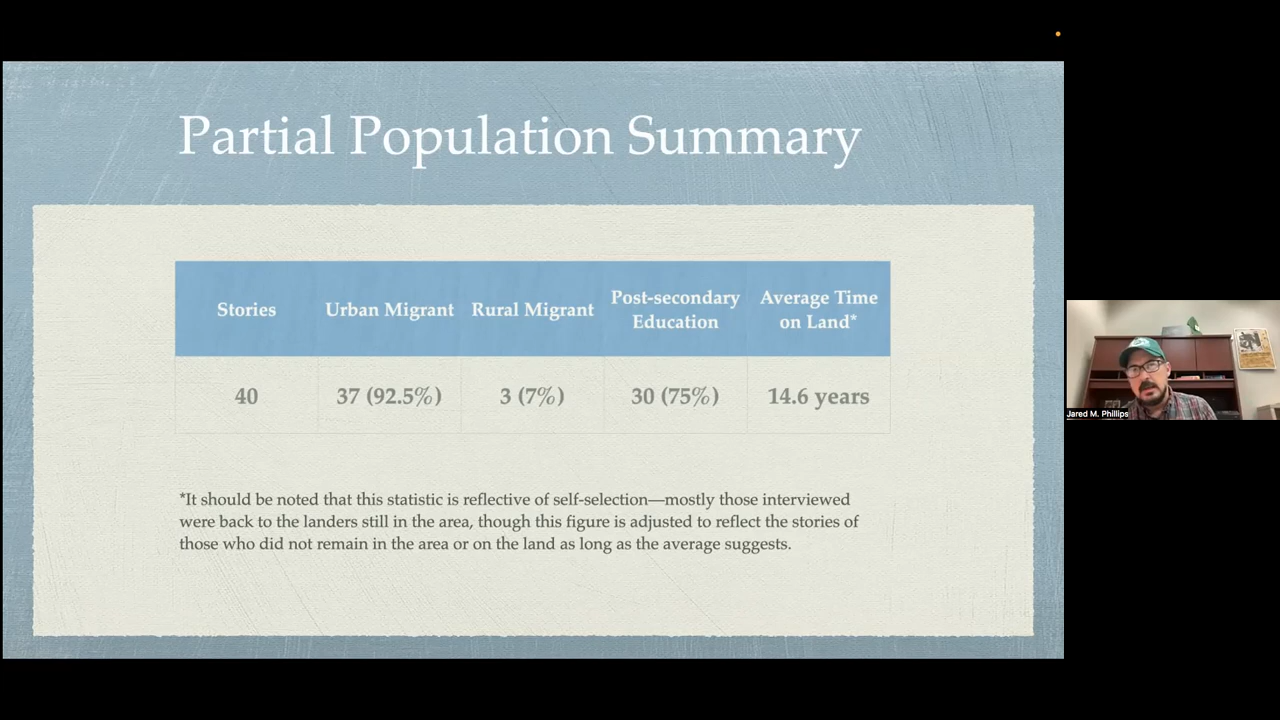 Partial Population Summary
Stories
Urban Migrant
Rural Migrant
Post-secondary
Education
Average Time
on Land*
40
37 (92.5%)
3 (7%)
30 (75%)
14.6 years
*It should be noted that this statistic is reflective of self-selection—mostly those interviewed
were back to the landers still in the area, though this figure is adjusted to reflect the stories of
those who did not remain in the area or on the land as long as the average suggests.
Jared M. Phillips